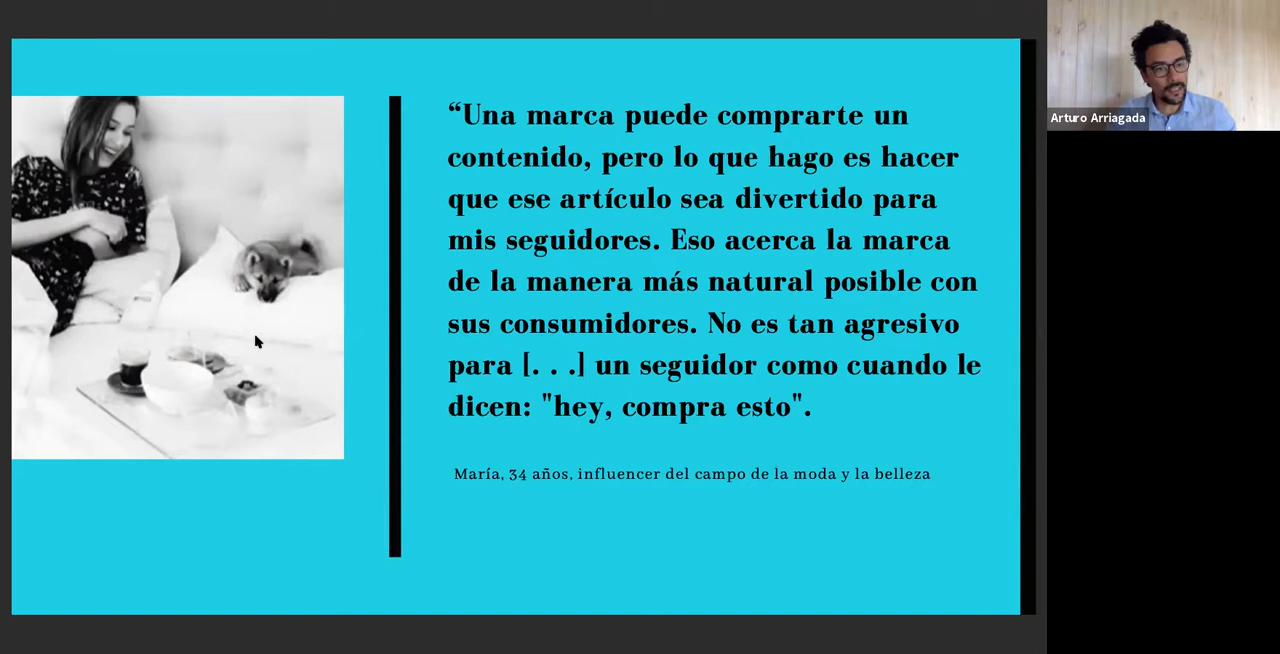 “Una marca puede comprarte un
contenido, pero lo que hago es hacer
que ese artículo sea divertido para
mis seguidores. Eso acerca la marca
de la manera más natural posible con
sus consumidores. No es tan agresivo
para [. . .] un seguidor como cuando le
dicen: "hey, compra esto".
María, 34 años, influencer del campo de la moda y la belleza
Arturo Arriagada